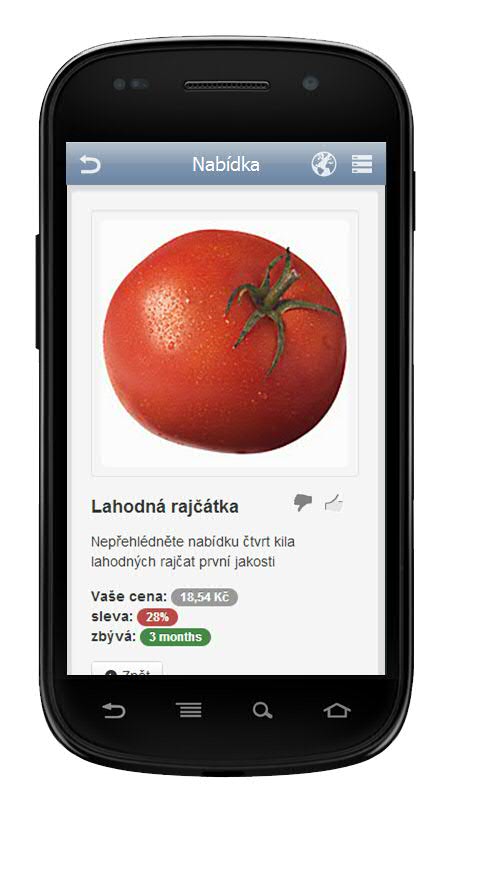 Nabídka
Lahodná rajčátka
Nepřehlédněte nabídku čtvrt kila
lahodných rajčat první jakosti
Vaše cena: 18,54 Kč
sleva: 28%
zbývá: 3 months
Zpět